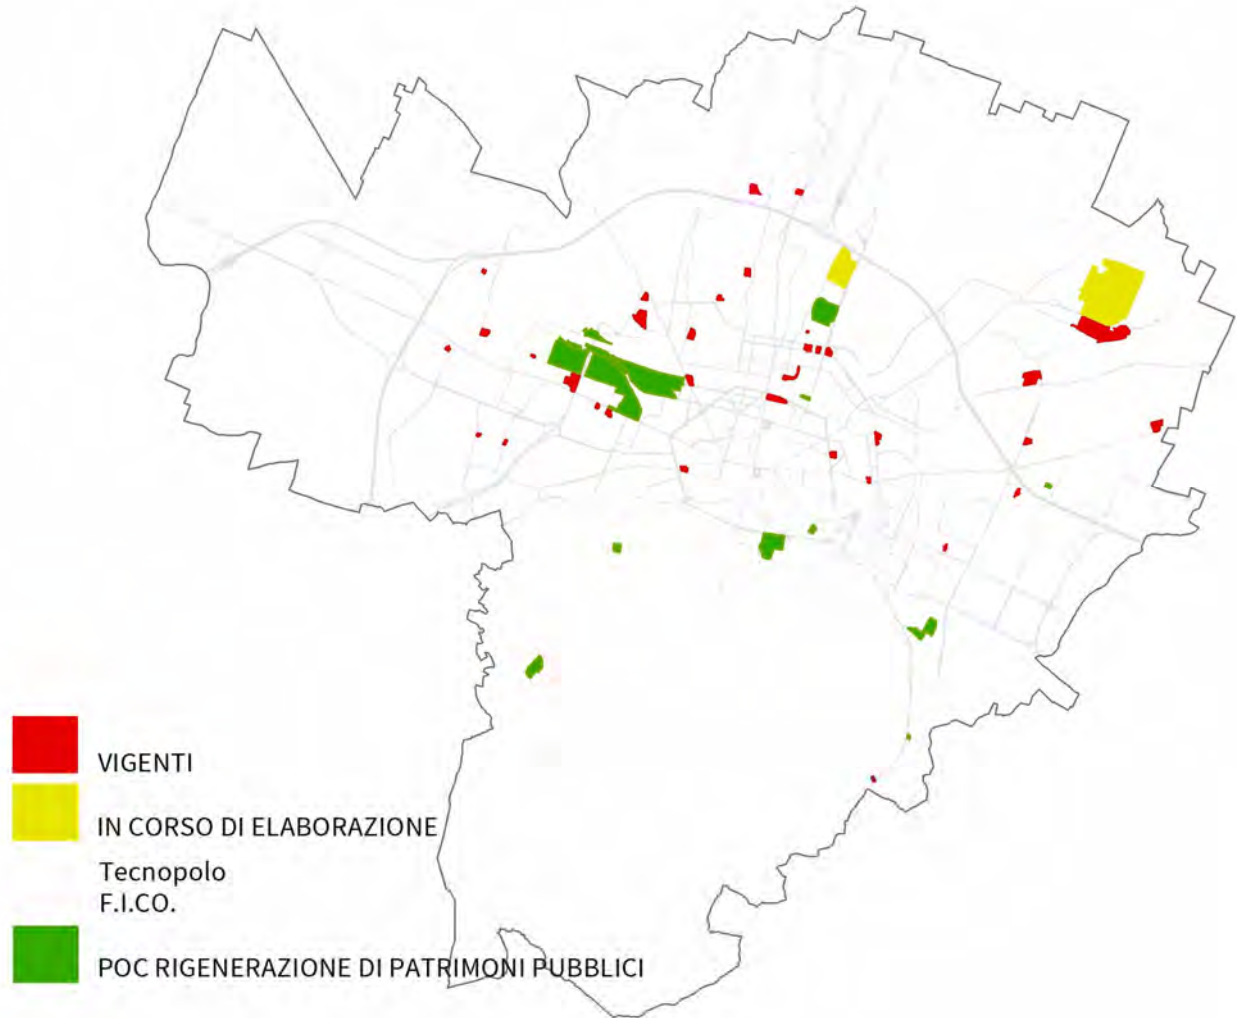 VIGENTI
IN CORSO DI ELABORAZIONE
Tecnopolo
F.I.CO.
POC RIGENERAZIONE DI PATRIMONI PUBBLICI